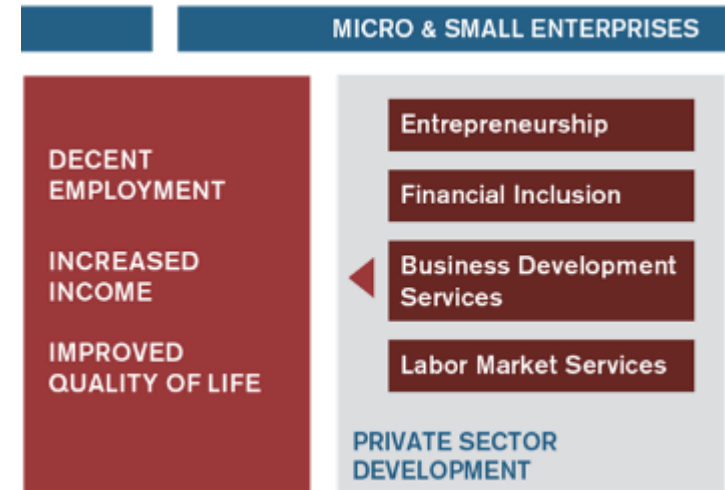 MICRO & SMALL ENTERPRISES
DECENT
EMPLOYMENT
INCREASED
INCOME
IMPROVED
QUALITY OF LIFE
Entrepreneurship
Financial Inclusion
Business Development
Services
Labor Market Services
PRIVATE SECTOR
DEVELOPMENT